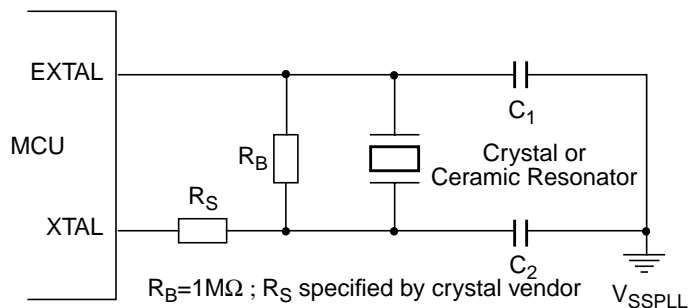 EXTAL
C1
MCU
RB
Crystal or
Ceramic Resonator
RS
XTAL
C2
RB=1MΩ ; RS specified by crystal vendor
VSSPLL